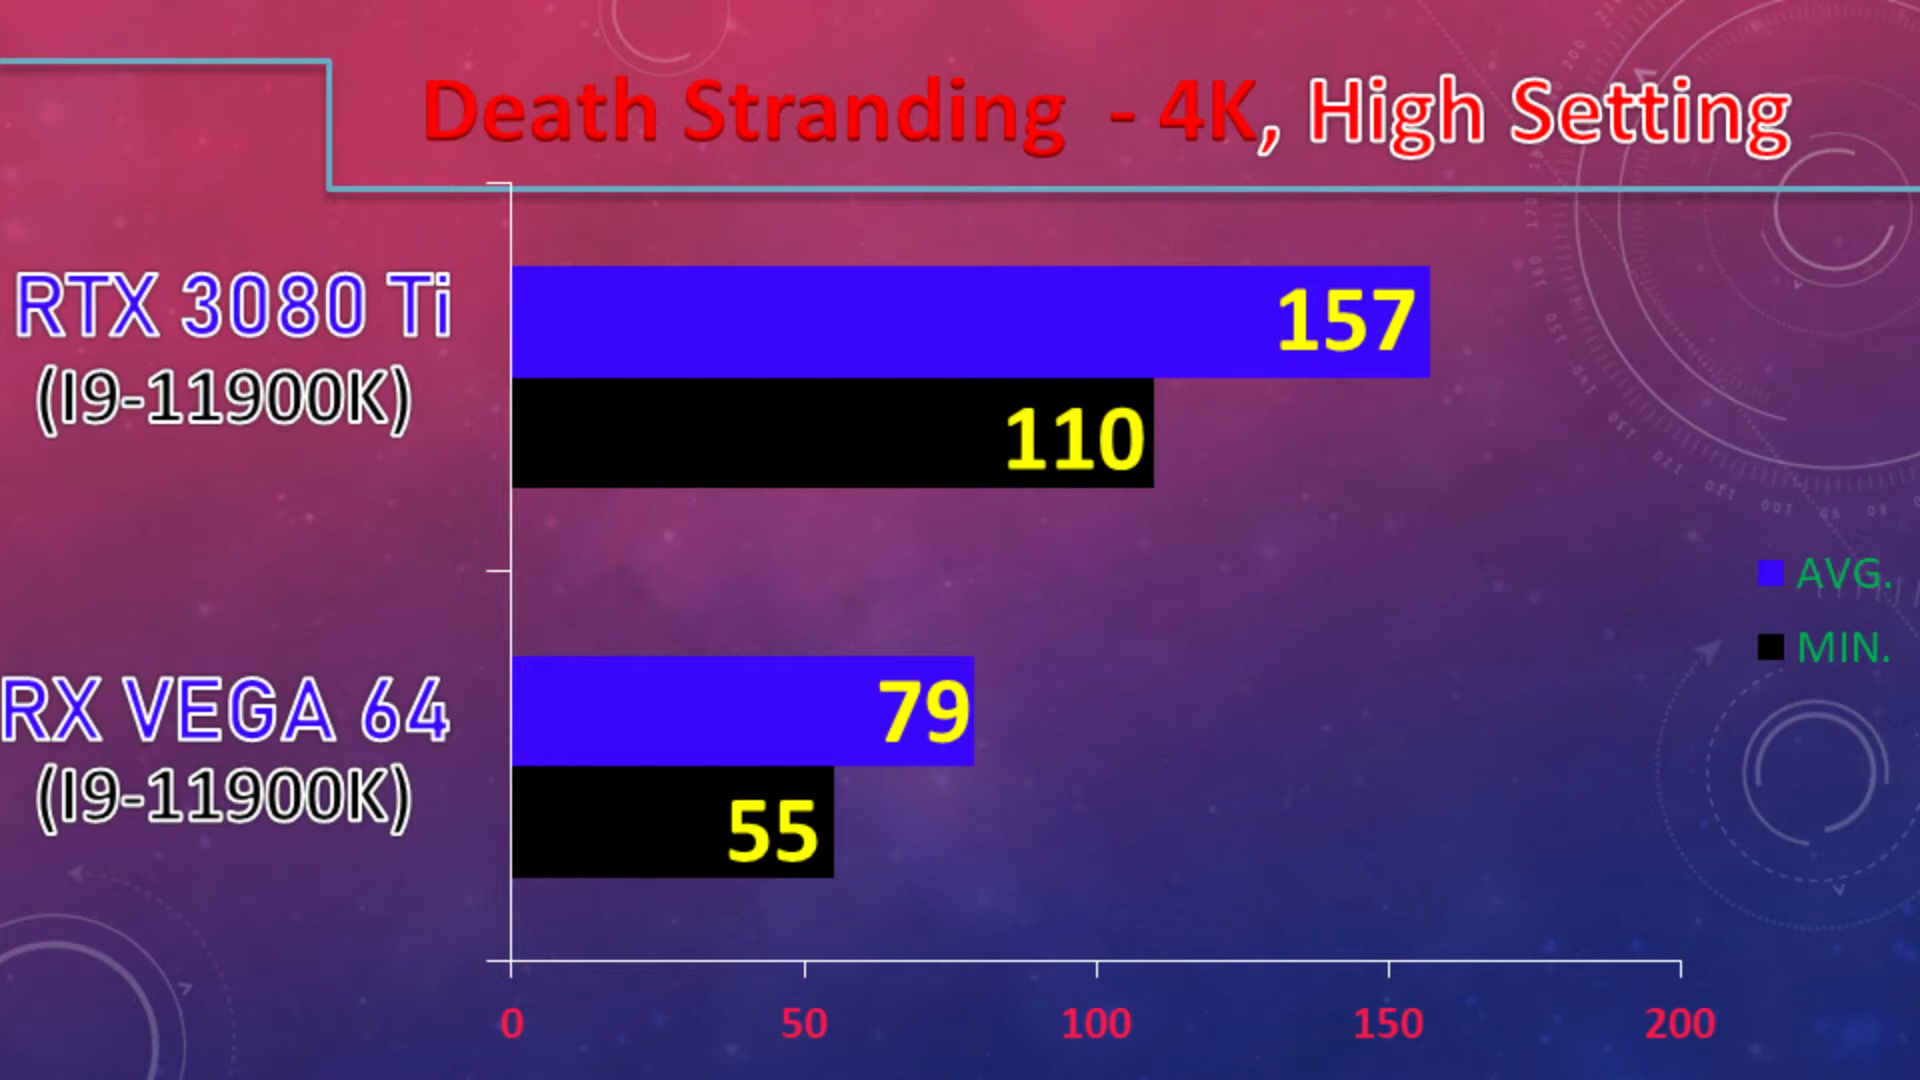 Death Stranding - 4K, High Setting
RTX 3080 Ti
(I9-11900K)
157
110
RX VEGA 64
(I9-11900K)
79
55
AVG.
MIN.
0 50 100 150 200